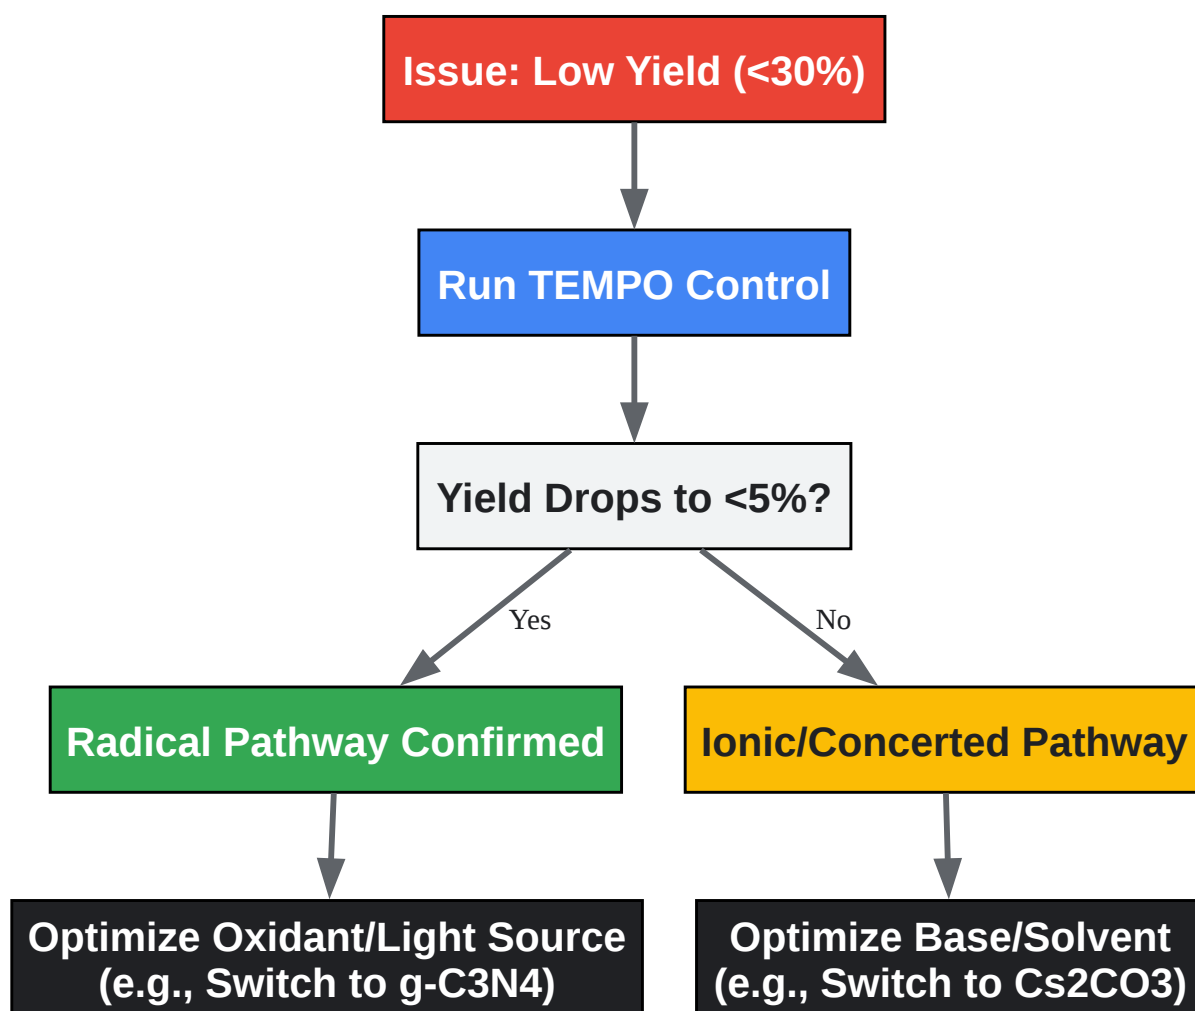 Issue: Low Yield (<30%)
Run TEMPO Control
Yield Drops to <5%?
Yes
No
Radical Pathway Confirmed
Ionic/Concerted Pathway
Optimize Oxidant/Light Source
(e.g., Switch to g-C3N4)
Optimize Base/Solvent
(e.g., Switch to Cs2CO3)